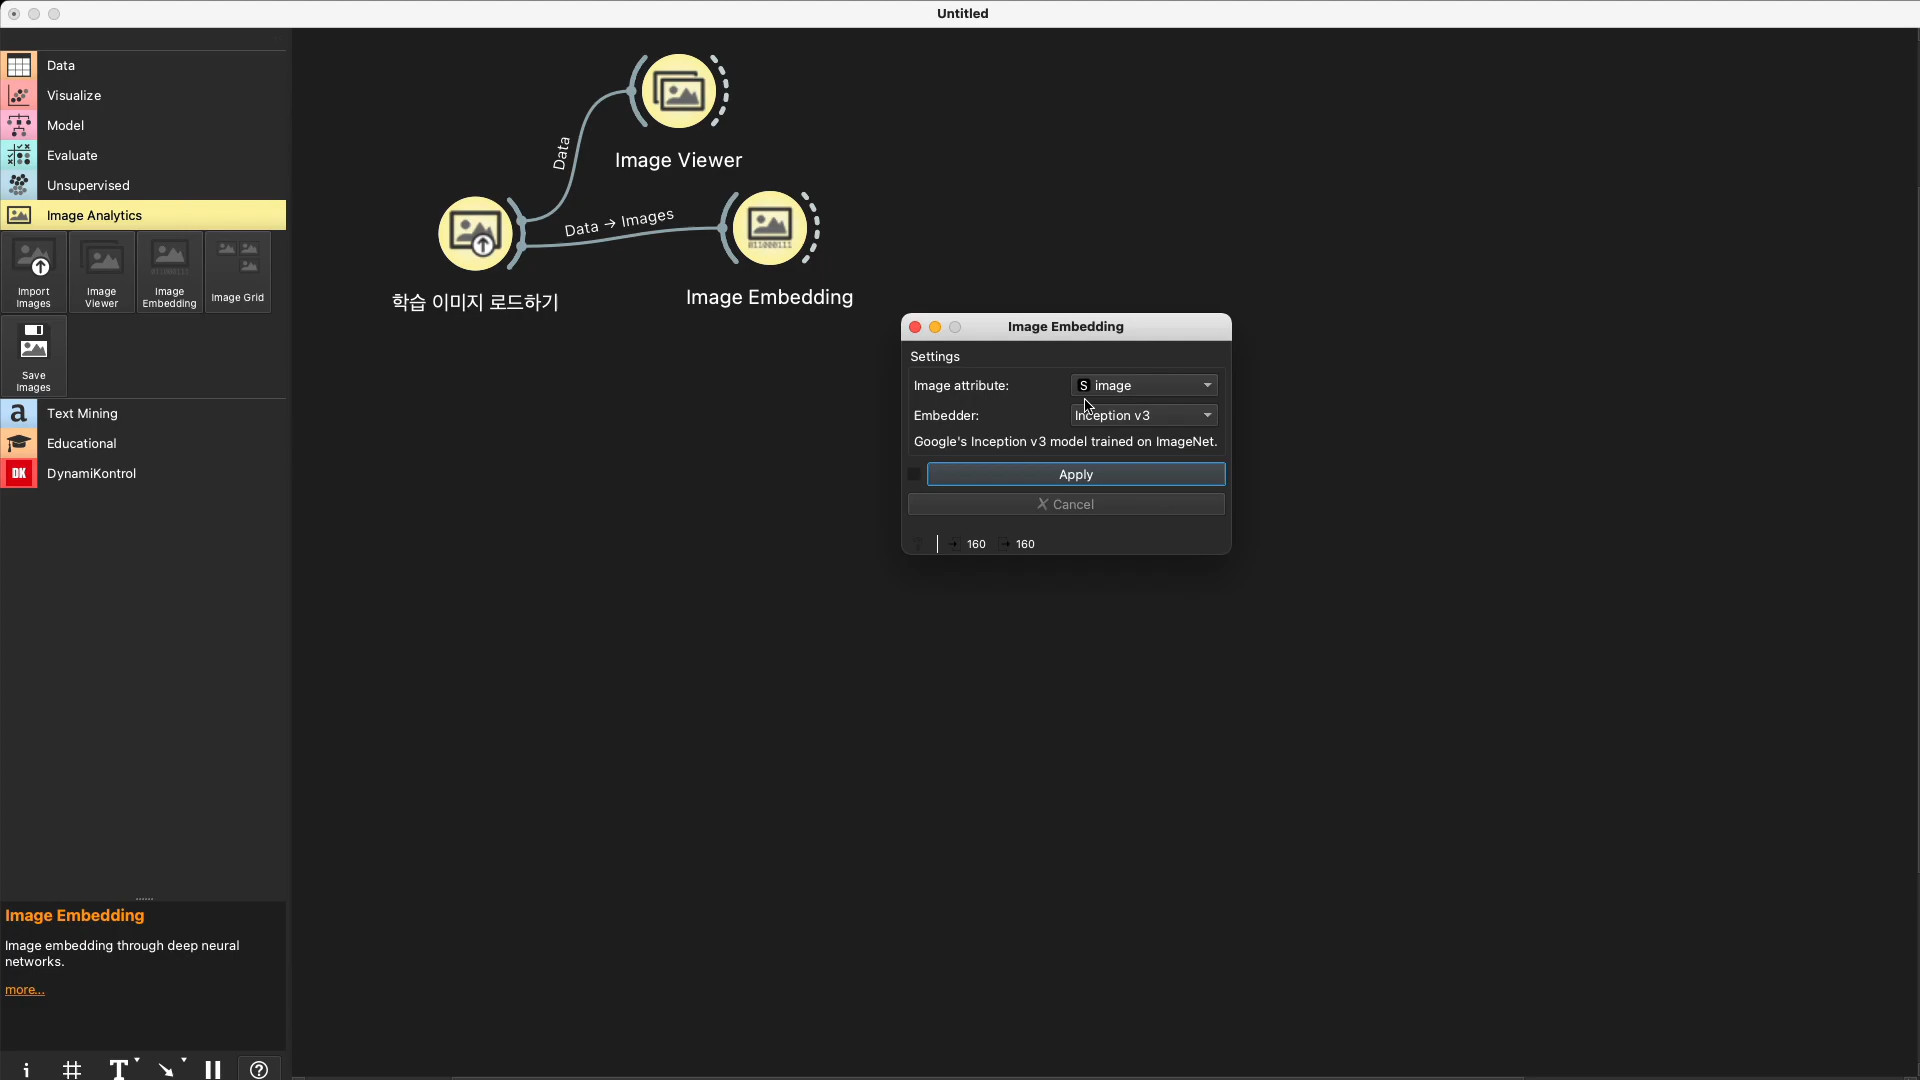 Untitled
Data
Visualize
Model
Evaluate
Unsupervised
Image Analytics
Import Images
Image Viewer
Image Embedding
Image Grid
Save Images
a Text Mining
Educational
DK DynamiKontrol
Data
Image Viewer
Data → Images
학습 이미지 로드하기
Image Embedding
Image Embedding
Settings
Image attribute: S image
Embedder: Inception v3
Google's Inception v3 model trained on ImageNet.
Apply
X Cancel
160 160
Image Embedding
Image embedding through deep neural
networks.
more...
i # T ?